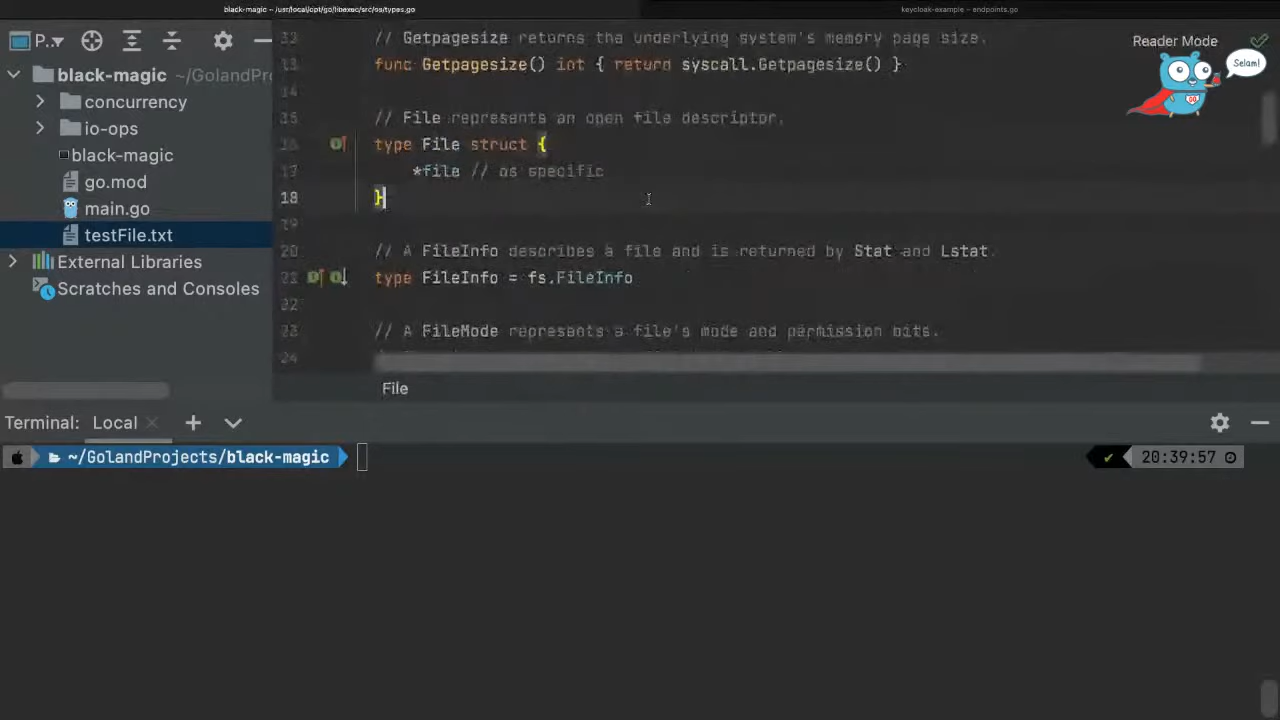 black-magic – /usr/local/opt/go/libexec/src/os/types.go
keycloak-example – endpoints.go
P..
black-magic ~/GolandPro
concurrency
io-ops
black-magic
go.mod
main.go
testFile.txt
External Libraries
Scratches and Consoles
Reader Mode
Selam!
12 // Getpagesize returns the underlying system's memory page size.
13 func Getpagesize() int { return syscall.Getpagesize() }
14
15 // File represents an open file descriptor.
16 type File struct {
17 *file // os specific
18 }
19
20 // A FileInfo describes a file and is returned by Stat and Lstat.
21 type FileInfo = fs.FileInfo
22
23 // A FileMode represents a file's mode and permission bits.
24
File
Terminal: Local
~/GolandProjects/black-magic
20:39:57